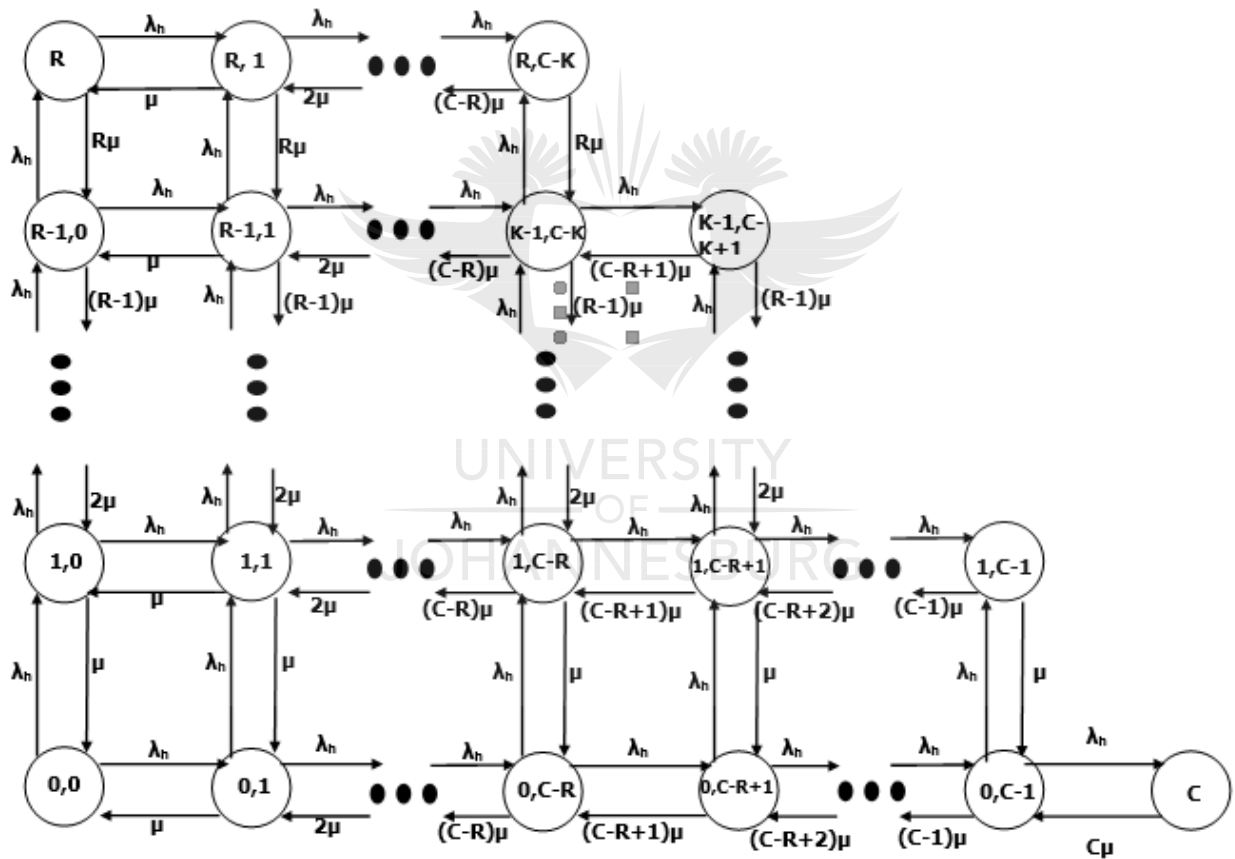 λh λh λh
R R, 1 R,C-K
μ 2μ (C-R)μ
λh Rμ λh Rμ λh Rμ
λh λh λh λh
R-1,0 R-1,1 K-1,C-K K-1,C-
K+1
μ 2μ (C-R)μ (C-R+1)μ
λh (R-1)μ λh (R-1)μ λh (R-1)μ λh (R-1)μ
UNIVERSITY
OF
JOHANNESBURG
λh 2μ λh 2μ λh 2μ λh 2μ
λh λh λh λh λh λh
1,0 1,1 1,C-R 1,C-R+1 1,C-1
μ 2μ (C-R)μ (C-R+1)μ (C-R+2)μ (C-1)μ
λh μ λh μ λh μ λh μ λh μ
λh λh λh λh λh λh λh
0,0 0,1 0,C-R 0,C-R+1 0,C-1 C
μ 2μ (C-R)μ (C-R+1)μ (C-R+2)μ (C-1)μ Cμ